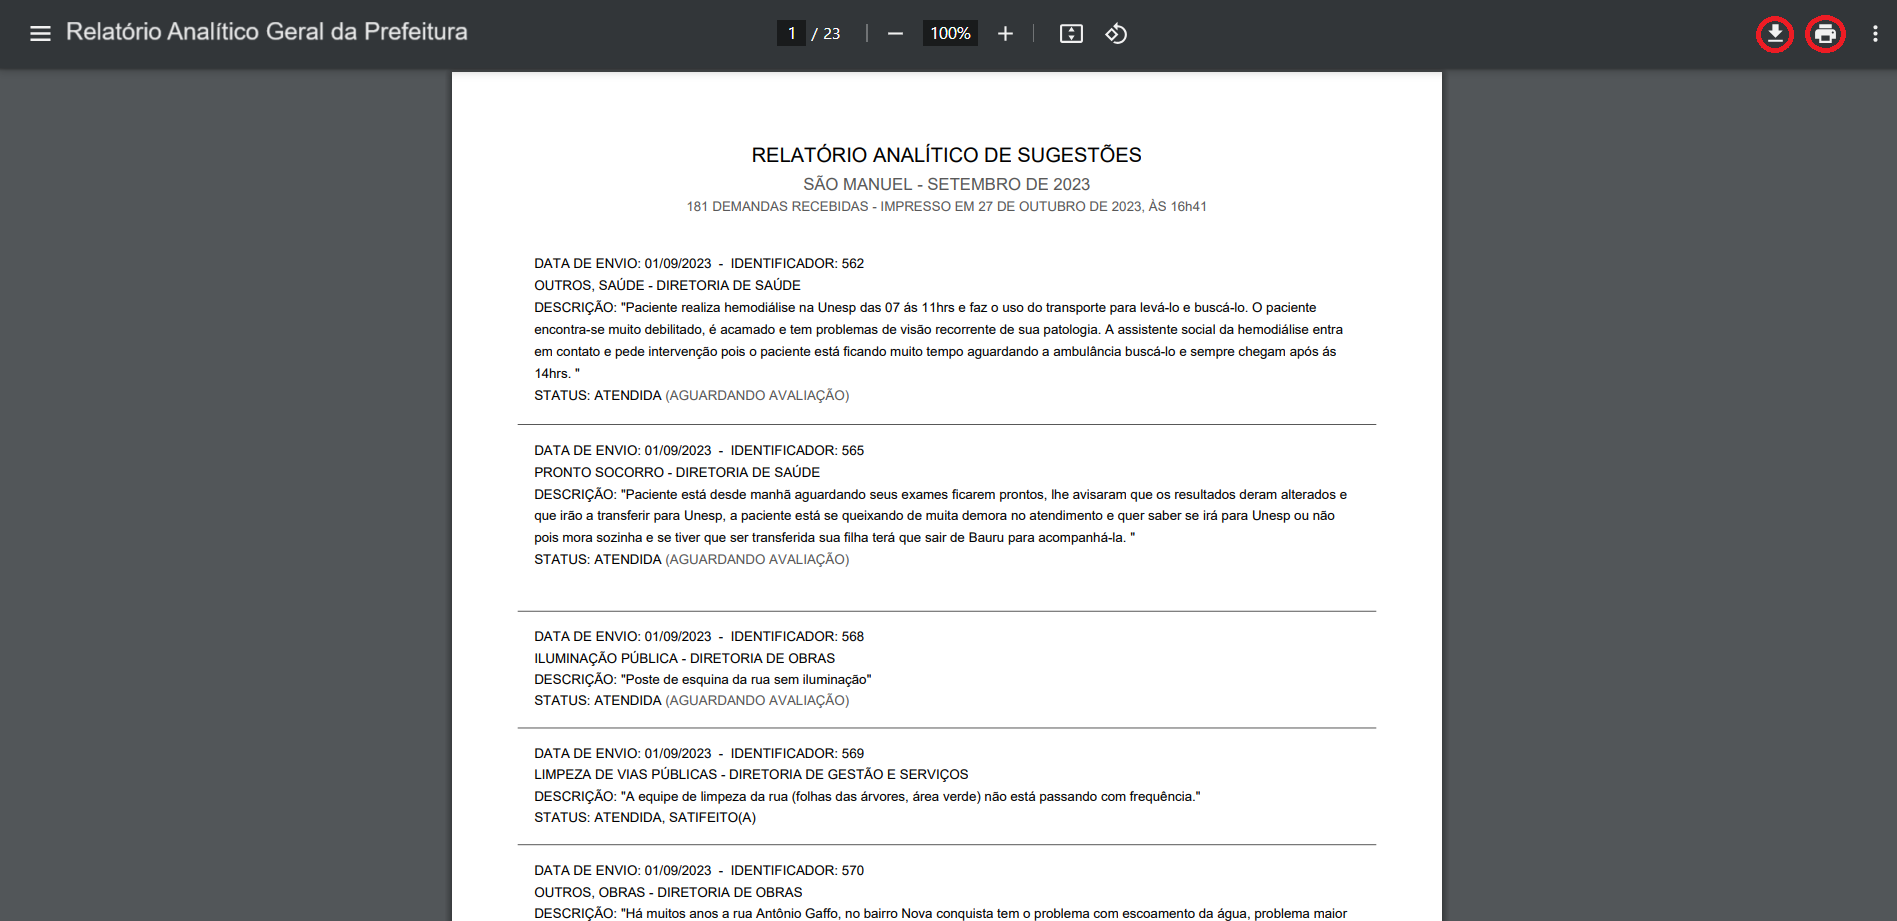 Relatório Analítico Geral da Prefeitura
1 / 23
100%
RELATÓRIO ANALÍTICO DE SUGESTÕES
SÃO MANUEL - SETEMBRO DE 2023
181 DEMANDAS RECEBIDAS - IMPRESSO EM 27 DE OUTUBRO DE 2023, ÀS 16h41
DATA DE ENVIO: 01/09/2023 - IDENTIFICADOR: 562
OUTROS, SAÚDE - DIRETORIA DE SAÚDE
DESCRIÇÃO: "Paciente realiza hemodiálise na Unesp das 07 ás 11hrs e faz o uso do transporte para levá-lo e buscá-lo. O paciente
encontra-se muito debilitado, é acamado e tem problemas de visão recorrente de sua patologia. A assistente social da hemodiálise entra
em contato e pede intervenção pois o paciente está ficando muito tempo aguardando a ambulância buscá-lo e sempre chegam após ás
14hrs. "
STATUS: ATENDIDA (AGUARDANDO AVALIAÇÃO)
DATA DE ENVIO: 01/09/2023 - IDENTIFICADOR: 565
PRONTO SOCORRO - DIRETORIA DE SAÚDE
DESCRIÇÃO: "Paciente está desde manhã aguardando seus exames ficarem prontos, lhe avisaram que os resultados deram alterados e
que irão a transferir para Unesp, a paciente está se queixando de muita demora no atendimento e quer saber se irá para Unesp ou não
pois mora sozinha e se tiver que ser transferida sua filha terá que sair de Bauru para acompanhá-la. "
STATUS: ATENDIDA (AGUARDANDO AVALIAÇÃO)
DATA DE ENVIO: 01/09/2023 - IDENTIFICADOR: 568
ILUMINAÇÃO PÚBLICA - DIRETORIA DE OBRAS
DESCRIÇÃO: "Poste de esquina da rua sem iluminação"
STATUS: ATENDIDA (AGUARDANDO AVALIAÇÃO)
DATA DE ENVIO: 01/09/2023 - IDENTIFICADOR: 569
LIMPEZA DE VIAS PÚBLICAS - DIRETORIA DE GESTÃO E SERVIÇOS
DESCRIÇÃO: "A equipe de limpeza da rua (folhas das árvores, área verde) não está passando com frequência."
STATUS: ATENDIDA, SATIFEITO(A)
DATA DE ENVIO: 01/09/2023 - IDENTIFICADOR: 570
OUTROS, OBRAS - DIRETORIA DE OBRAS
DESCRIÇÃO: "Há muitos anos a rua Antônio Gaffo, no bairro Nova conquista tem o problema com escoamento da água, problema maior